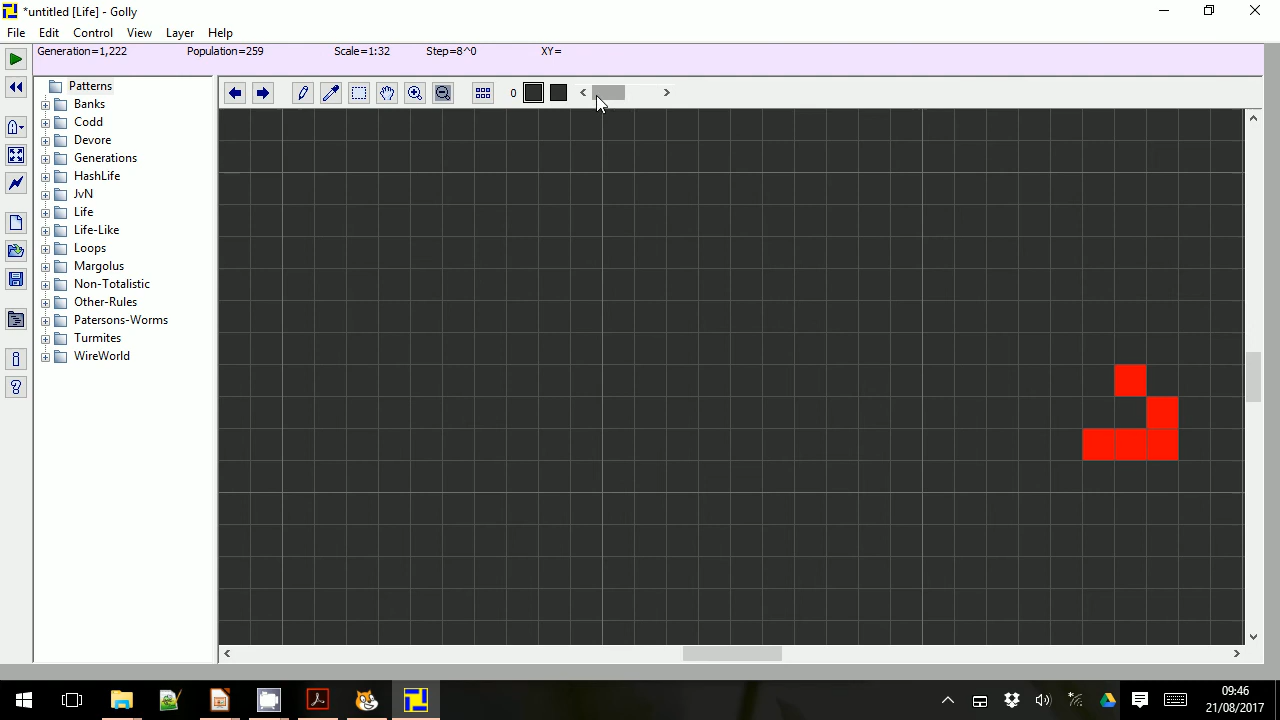 *untitled [Life] - Golly
File Edit Control View Layer Help
Generation=1,222 Population=259 Scale=1:32 Step=8^0 XY=
0
Patterns
Banks
Codd
Devore
Generations
HashLife
JvN
Life
Life-Like
Loops
Margolus
Non-Totalistic
Other-Rules
Patersons-Worms
Turmites
WireWorld
09:46
21/08/2017